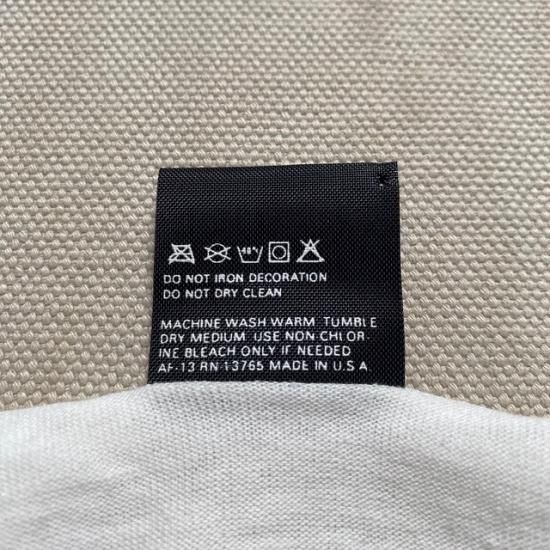 40°
DO NOT IRON DECORATION
DO NOT DRY CLEAN
MACHINE WASH WARM TUMBLE
DRY MEDIUM USE NON CHLOR-
INE BLEACH ONLY IF NEEDED
AF-13 RN 13765 MADE IN U.S.A.